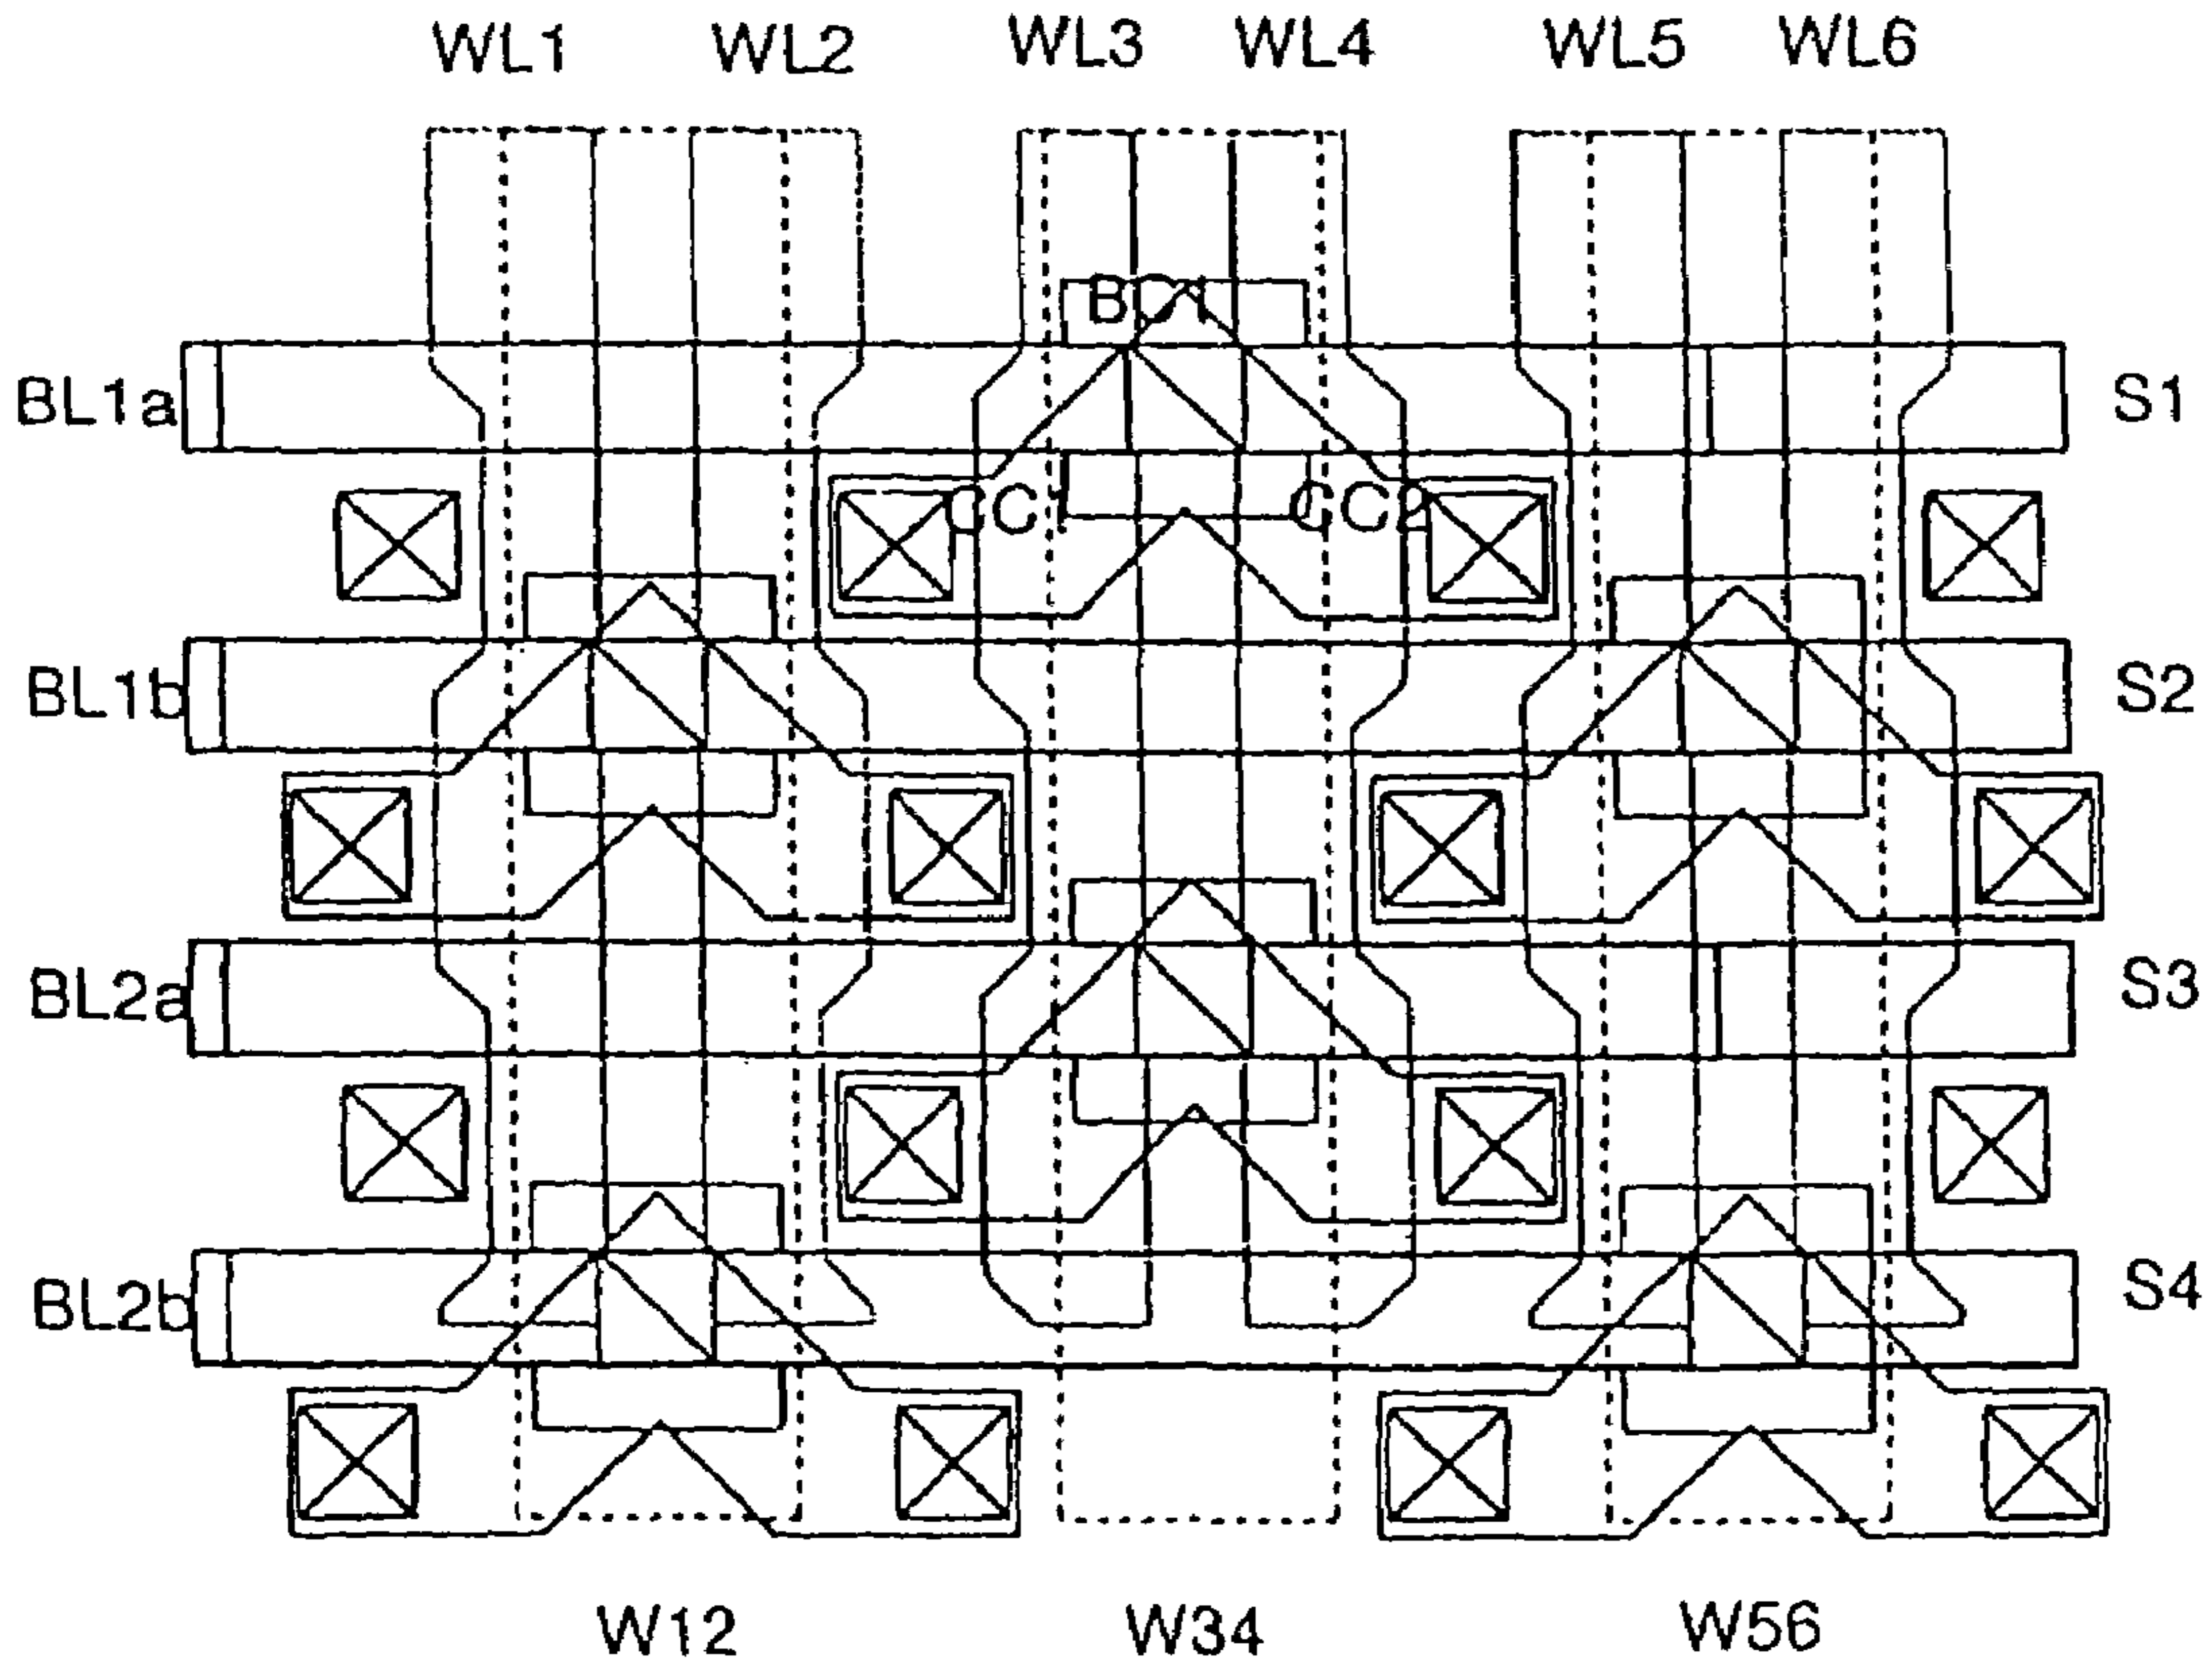 WL1 WL2 WL3 WL4 WL5 WL6
BC1
BL1a S1
CC1 CC2
BL1b S2
BL2a S3
BL2b S4
W12 W34 W56